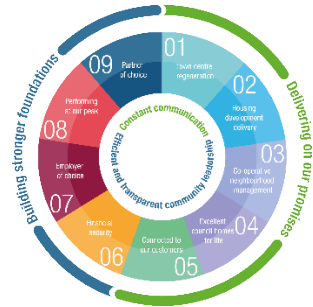 Building stronger foundations
Delivering on our promises
Constant communication
Efficient and transparent community leadership
01
Town centre
regeneration
02
Housing
development
delivery
03
Co-operative
neighbourhood
management
04
Excellent
council homes
for life
05
Connected to
our customers
06
Financial
security
07
Employer
of choice
08
Performing
at our peak
09
Partner
of choice